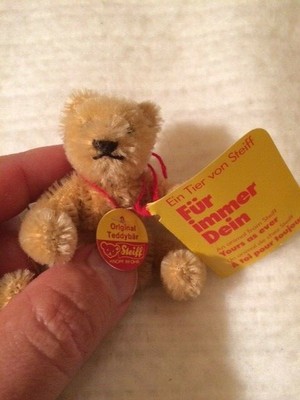 Original
Teddybär
Steiff
Ein Tier von Steiff
Für
immer
Dein
Yours as ever
A toi pour toujours